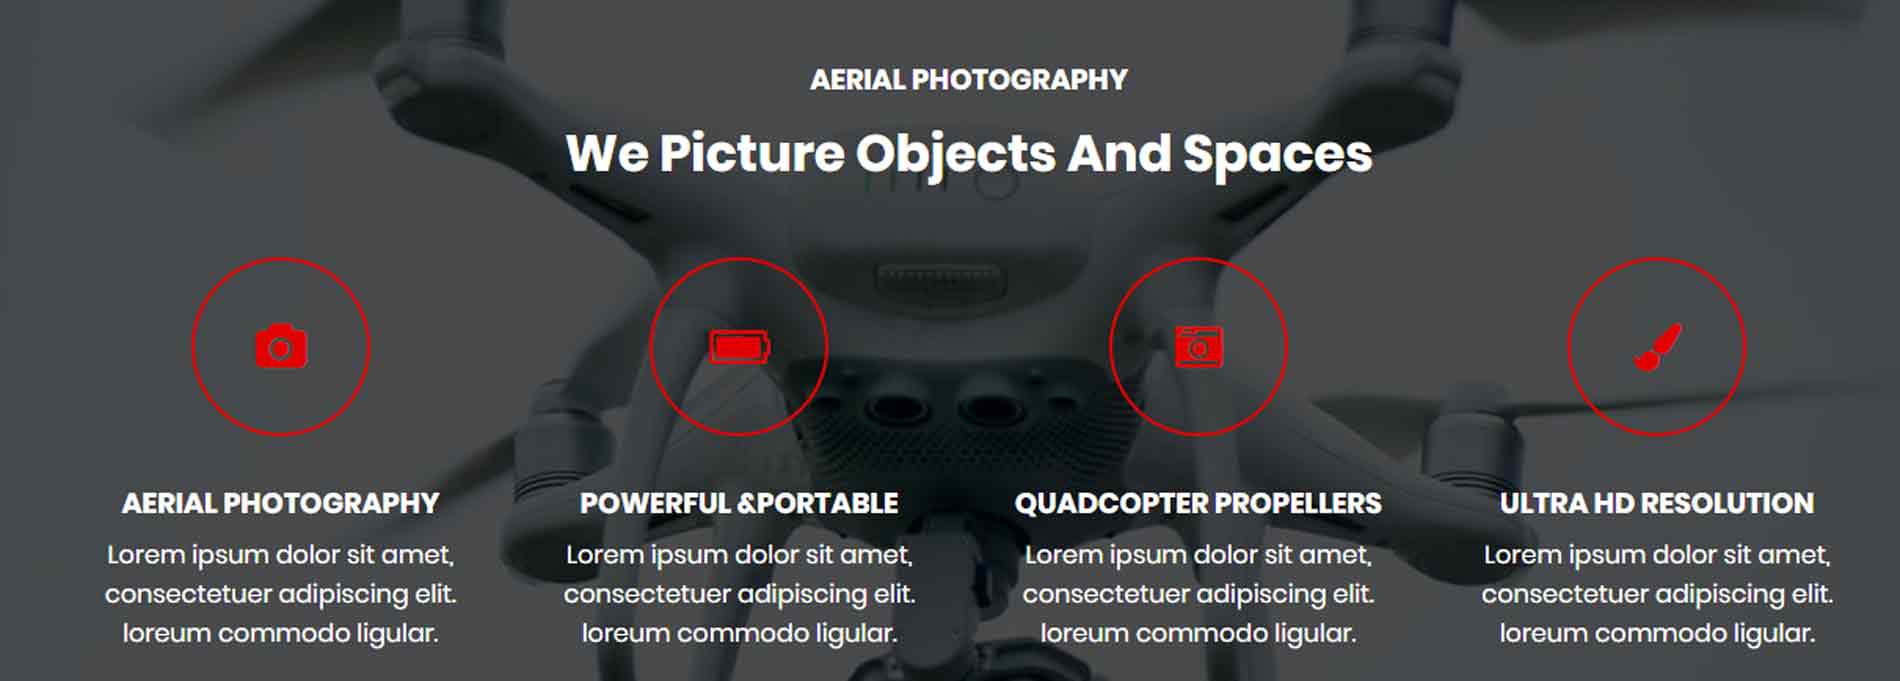 AERIAL PHOTOGRAPHY
We Picture Objects And Spaces
AERIAL PHOTOGRAPHY
Lorem ipsum dolor sit amet,
consectetuer adipiscing elit.
loreum commodo ligular.
POWERFUL &PORTABLE
Lorem ipsum dolor sit amet,
consectetuer adipiscing elit.
loreum commodo ligular.
QUADCOPTER PROPELLERS
Lorem ipsum dolor sit amet,
consectetuer adipiscing elit.
loreum commodo ligular.
ULTRA HD RESOLUTION
Lorem ipsum dolor sit amet,
consectetuer adipiscing elit.
loreum commodo ligular.